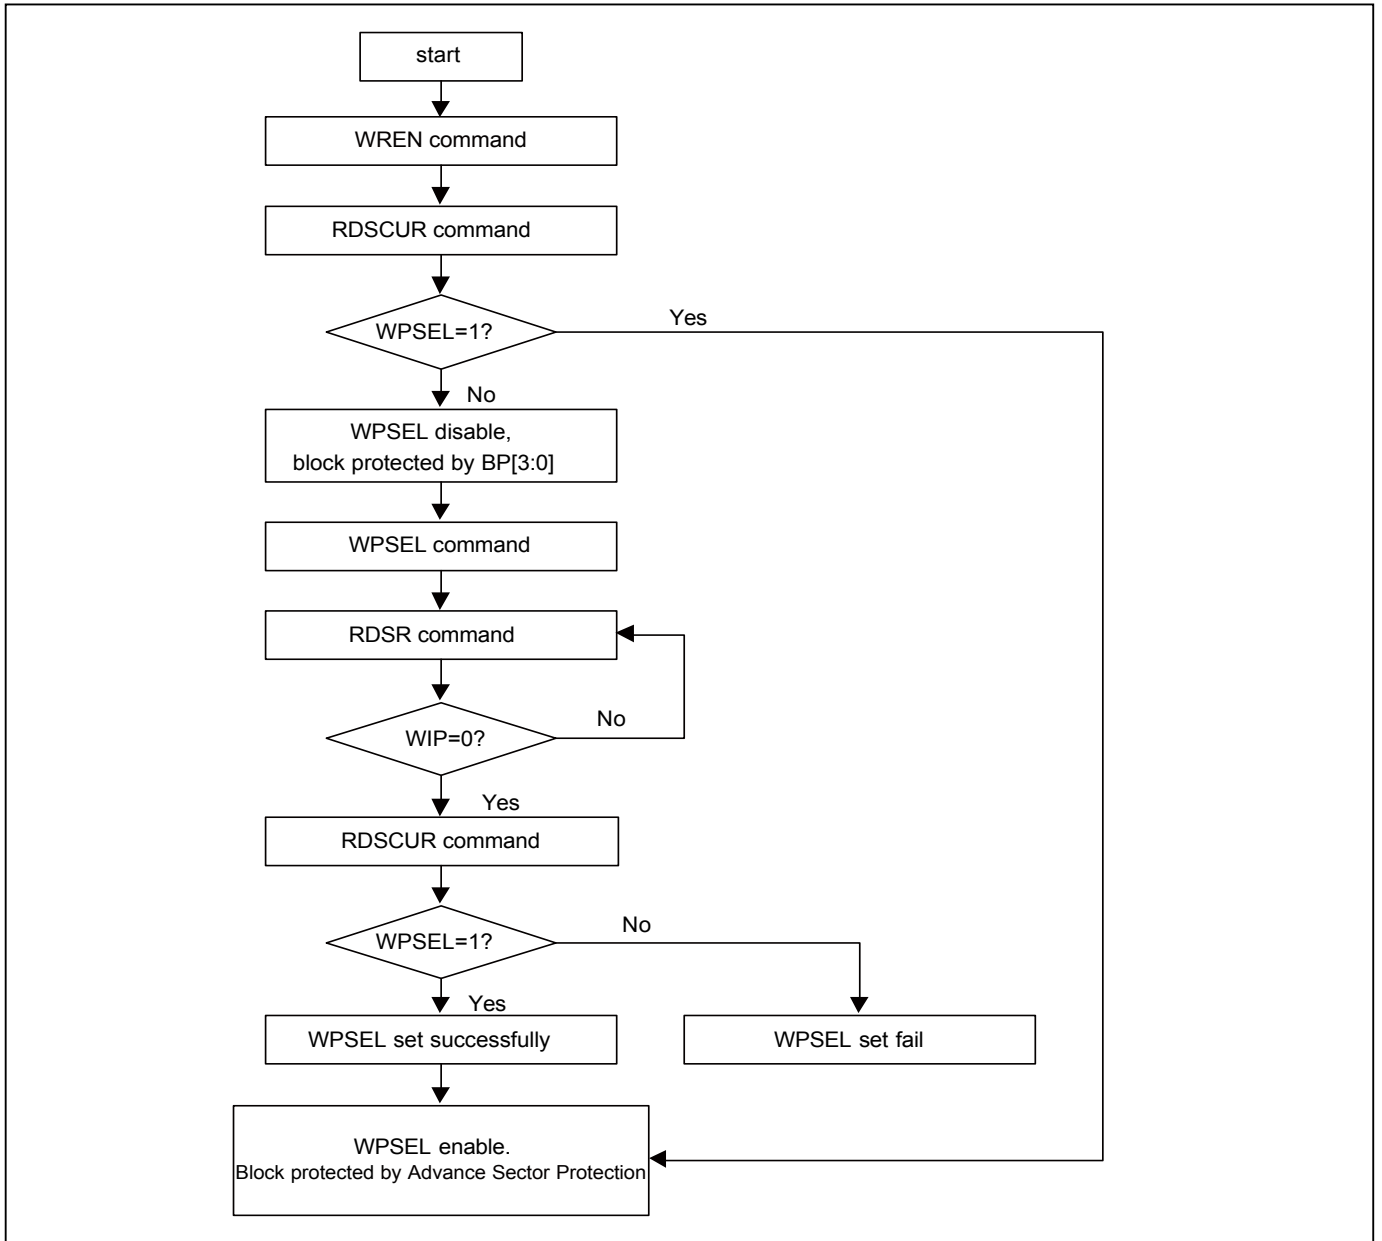 start
WREN command
RDSCUR command
WPSEL=1?
Yes
No
WPSEL disable,
block protected by BP[3:0]
WPSEL command
RDSR command
WIP=0?
No
Yes
RDSCUR command
WPSEL=1?
No
Yes
WPSEL set successfully
WPSEL set fail
WPSEL enable.
Block protected by Advance Sector Protection